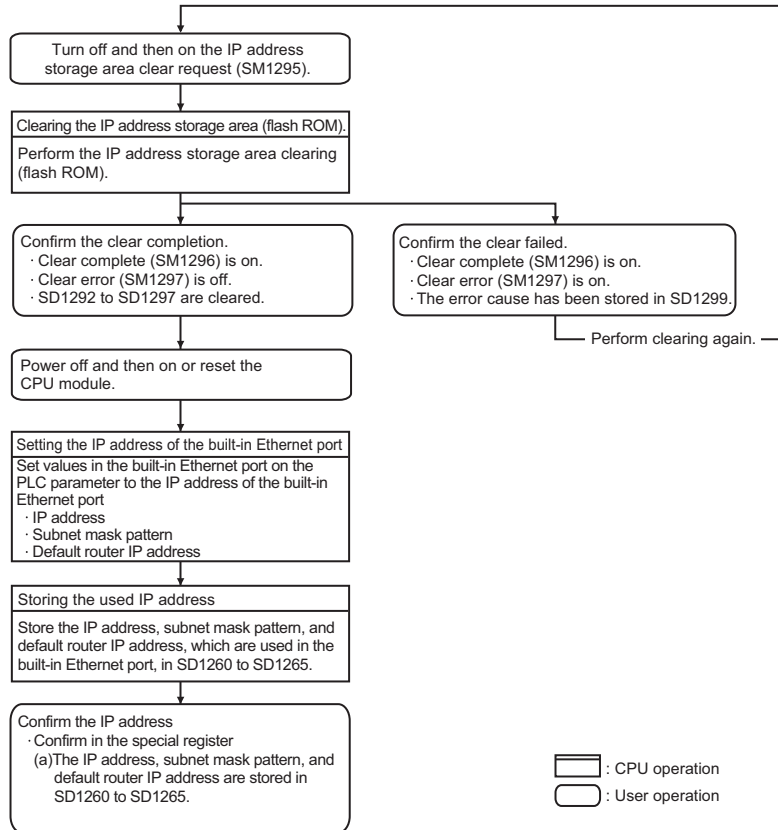 Turn off and then on the IP address
storage area clear request (SM1295).
Clearing the IP address storage area (flash ROM).
Perform the IP address storage area clearing
(flash ROM).
Confirm the clear completion.
· Clear complete (SM1296) is on.
· Clear error (SM1297) is off.
· SD1292 to SD1297 are cleared.
Confirm the clear failed.
· Clear complete (SM1296) is on.
· Clear error (SM1297) is on.
· The error cause has been stored in SD1299.
Perform clearing again.
Power off and then on or reset the
CPU module.
Setting the IP address of the built-in Ethernet port
Set values in the built-in Ethernet port on the
PLC parameter to the IP address of the built-in
Ethernet port
· IP address
· Subnet mask pattern
· Default router IP address
Storing the used IP address
Store the IP address, subnet mask pattern, and
default router IP address, which are used in the
built-in Ethernet port, in SD1260 to SD1265.
Confirm the IP address
· Confirm in the special register
(a)The IP address, subnet mask pattern, and
default router IP address are stored in
SD1260 to SD1265.
: CPU operation
: User operation